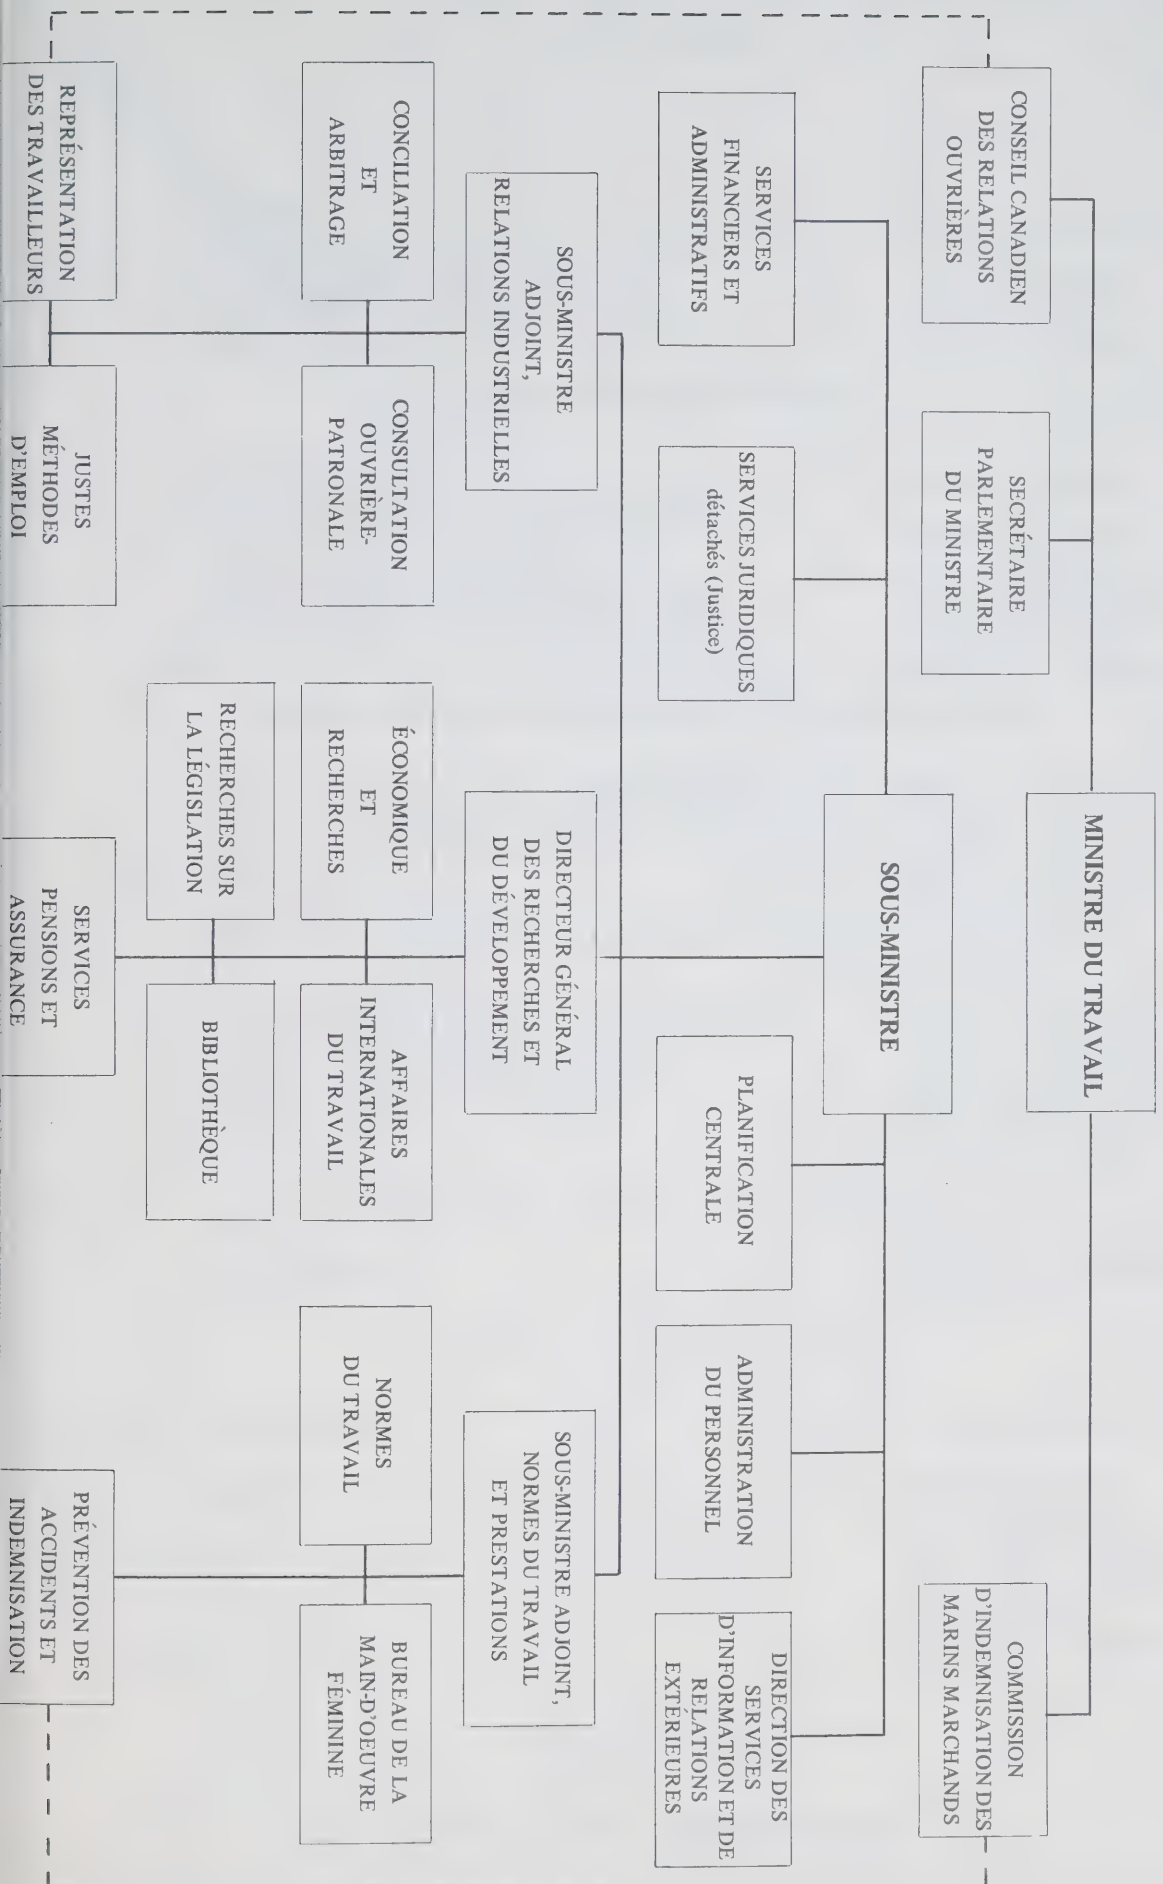 MINISTRE DU TRAVAIL
CONSEIL CANADIEN
DES RELATIONS
OUVRIÈRES
SECRÉTAIRE
PARLEMENTAIRE
DU MINISTRE
COMMISSION
D'INDEMNISATION DES
MARINS MARCHANDS
SOUS-MINISTRE
SERVICES
FINANCIERS ET
ADMINISTRATIFS
SERVICES JURIDIQUES
détachés (Justice)
PLANIFICATION
CENTRALE
ADMINISTRATION
DU PERSONNEL
DIRECTION DES
SERVICES
D'INFORMATION ET DE
RELATIONS
EXTÉRIEURES
SOUS-MINISTRE
ADJOINT,
RELATIONS INDUSTRIELLES
DIRECTEUR GÉNÉRAL
DES RECHERCHES ET
DU DÉVELOPPEMENT
SOUS-MINISTRE ADJOINT,
NORMES DU TRAVAIL
ET PRESTATIONS
CONCILIATION
ET
ARBITRAGE
CONSULTATION
OUVRIÈRE-
PATRONALE
ÉCONOMIQUE
ET
RECHERCHES
AFFAIRES
INTERNATIONALES
DU TRAVAIL
NORMES
DU TRAVAIL
BUREAU DE LA
MAIN-D'OEUVRE
FÉMININE
RECHERCHES SUR
LA LÉGISLATION
BIBLIOTHÈQUE
REPRÉSENTATION
DES TRAVAILLEURS
JUSTES
MÉTHODES
D'EMPLOI
SERVICES
PENSIONS ET
ASSURANCE
PRÉVENTION DES
ACCIDENTS ET
INDEMNISATION